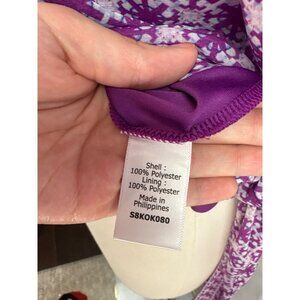 Shell :
100% Polyester
Lining :
100% Polyester
Made in
Philippines
S8KOK080